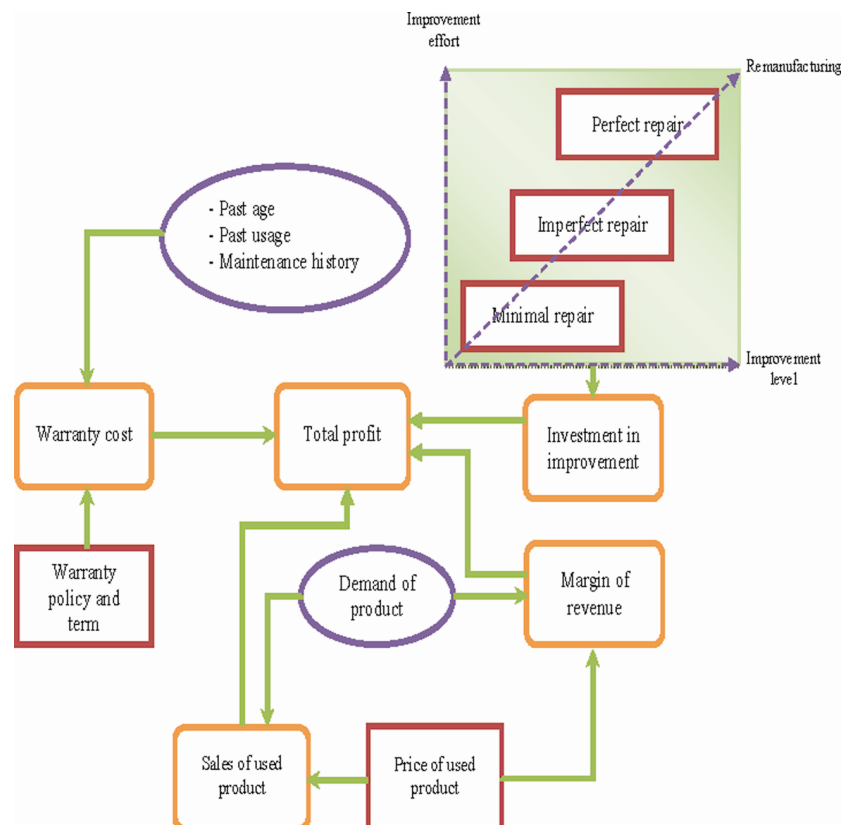 Improvement
effort
Remanufacturing
Perfect repair
- Past age
- Past usage
- Maintenance history
Imperfect repair
Minimal repair
Improvement
level
Warranty cost
Total profit
Investment in
improvement
Warranty
policy and
term
Demand of
product
Margin of
revenue
Sales of used
product
Price of used
product